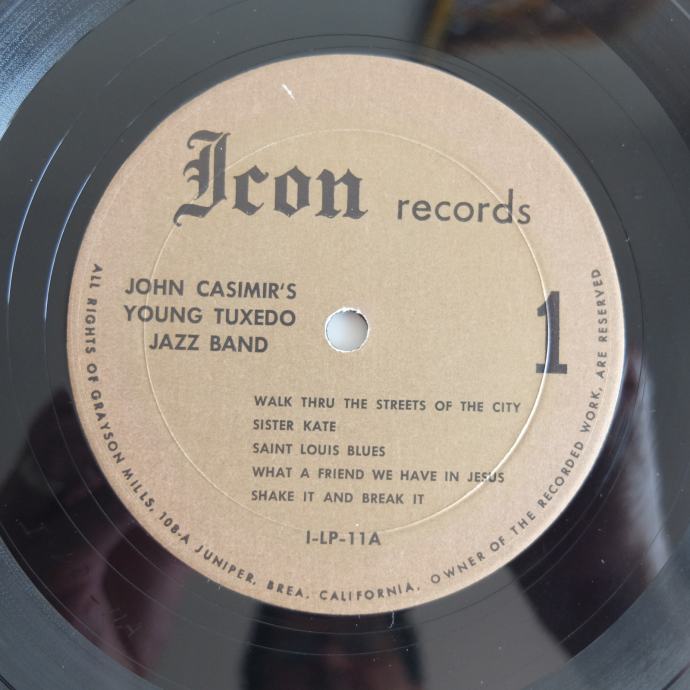 Icon records
JOHN CASIMIR'S
YOUNG TUXEDO
JAZZ BAND
1
WALK THRU THE STREETS OF THE CITY
SISTER KATE
SAINT LOUIS BLUES
WHAT A FRIEND WE HAVE IN JESUS
SHAKE IT AND BREAK IT
I-LP-11A
ALL RIGHTS OF GRAYSON MILLS, 108-A JUNIPER, BREA, CALIFORNIA, OWNER OF THE RECORDED WORK, ARE RESERVED